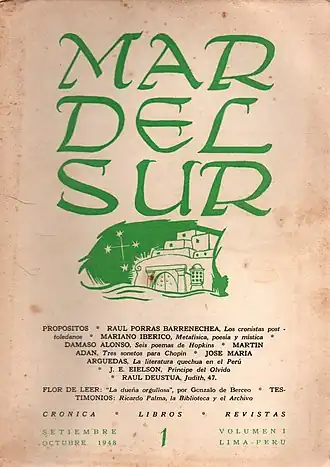 MAR
DEL
SUR
PROPOSITOS * RAUL PORRAS BARRENECHEA, Los cronistas post-
toledanos * MARIANO IBERICO, Metafísica, poesía y mística *
DAMASO ALONSO, Seis poemas de Hopkins * MARTIN
ADAN, Tres sonetos para Chopin * JOSE MARIA
ARGUEDAS, La literatura quechua en el Perú
* J. E. EIELSON, Príncipe del Olvido
* RAUL DEUSTUA, Judith, 47.
FLOR DE LEER: "La dueña orgullosa", por Gonzalo de Berceo * TES-
TIMONIOS: Ricardo Palma, la Biblioteca y el Archivo
CRONICA * LIBROS * REVISTAS
SETIEMBRE
OCTUBRE 1948
1
VOLUMEN I
LIMA-PERU